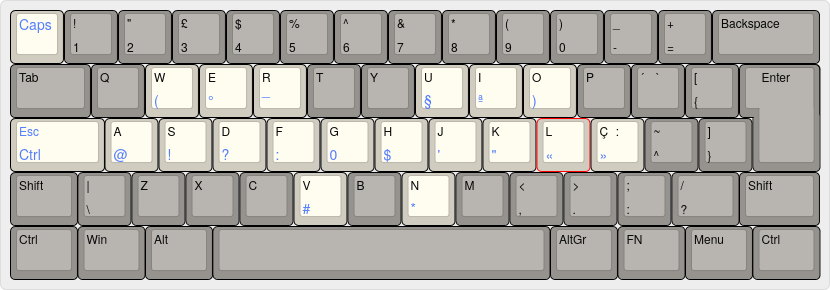 Caps ! " £ $ % ^ & * ( ) _ + Backspace
1 2 3 4 5 6 7 8 9 0 - =
Tab Q W E R T Y U I O P ´ ` [ Enter
( ° ¯ § ª ) {
Esc A S D F G H J K L Ç : ~ ]
Ctrl @ ! ? : 0 $ ' " « » ^ }
Shift | Z X C V B N M < > ; / Shift
\ # * , . : ?
Ctrl Win Alt AltGr FN Menu Ctrl